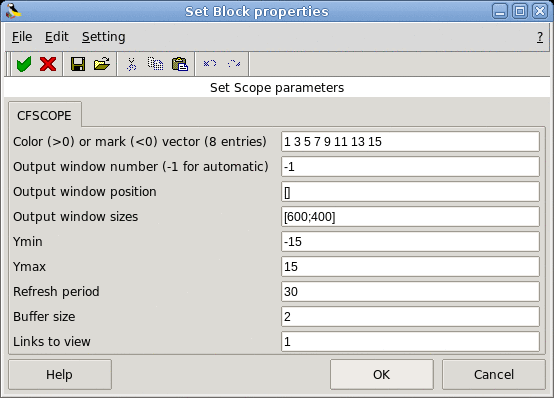 Set Block properties
File Edit Setting ?
Set Scope parameters
CFSCOPE
Color (>0) or mark (<0) vector (8 entries) 1 3 5 7 9 11 13 15
Output window number (-1 for automatic) -1
Output window position []
Output window sizes [600;400]
Ymin -15
Ymax 15
Refresh period 30
Buffer size 2
Links to view 1
Help OK Cancel